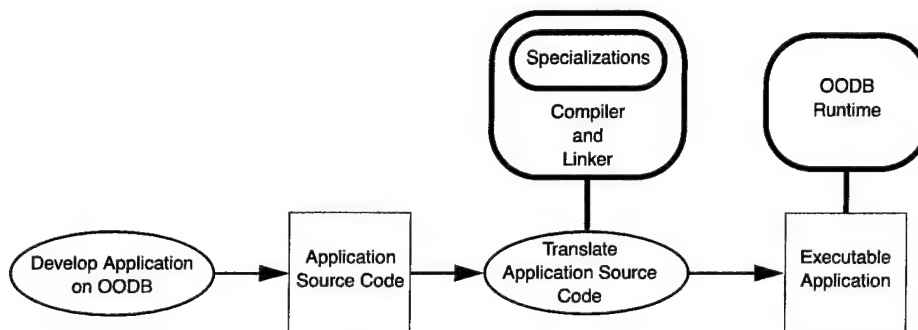 Specializations
Compiler
and
Linker
OODB
Runtime
Develop Application
on OODB
Application
Source Code
Translate
Application Source
Code
Executable
Application